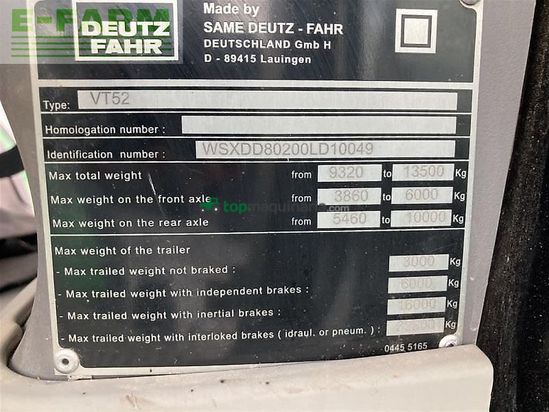 E-FARM
DEUTZ
FAHR
Made by
SAME DEUTZ - FAHR
DEUTSCHLAND GmbH
D - 89415 Lauingen
Type: VT52
Homologation number :
Identification number : WSXDD80200LD10049
Max total weight from 9320 to 13500 Kg
Max weight on the front axle from 3860 to 6000 Kg
Max weight on the rear axle from 5460 to 10000 Kg
topmaquinaria.com
Max weight of the trailer
- Max trailed weight not braked : 3000 Kg
- Max trailed weight with independent brakes : 6000 Kg
- Max trailed weight with inertial brakes : 16000 Kg
- Max trailed weight with interloked brakes ( idraul. or pneum. ) : Kg
0445 5165